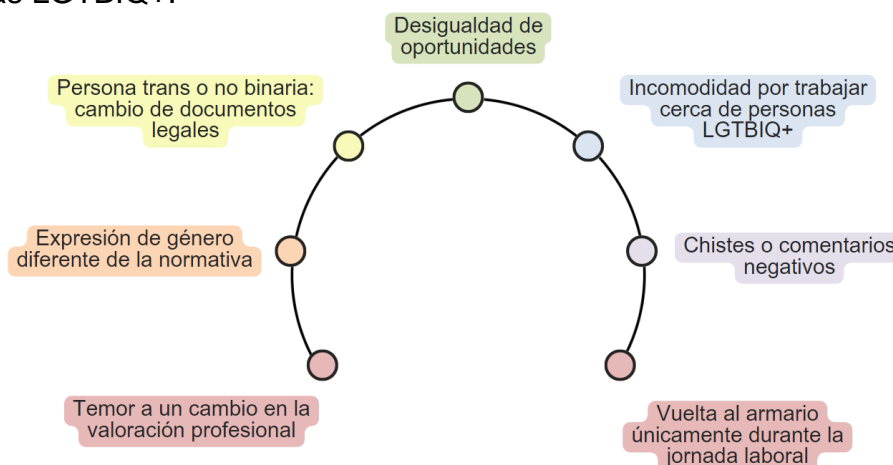 LGTBIQ+.
Desigualdad de
oportunidades
Persona trans o no binaria:
cambio de documentos
legales
Incomodidad por trabajar
cerca de personas
LGTBIQ+
Expresión de género
diferente de la normativa
Chistes o comentarios
negativos
Temor a un cambio en la
valoración profesional
Vuelta al armario
únicamente durante la
jornada laboral